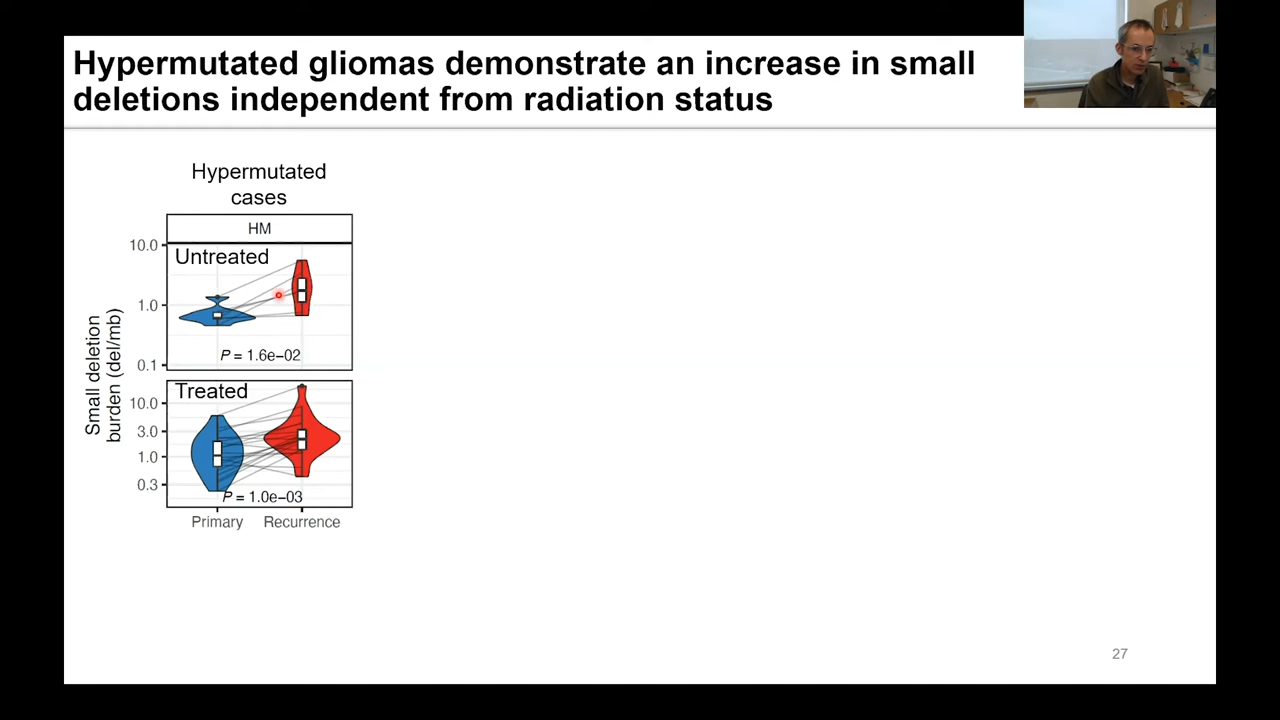 Hypermutated gliomas demonstrate an increase in small
deletions independent from radiation status
Hypermutated
cases
HM
Untreated
10.0
1.0
0.1
P = 1.6e−02
Small deletion
burden (del/mb)
Treated
10.0
3.0
1.0
0.3
P = 1.0e−03
Primary
Recurrence
27